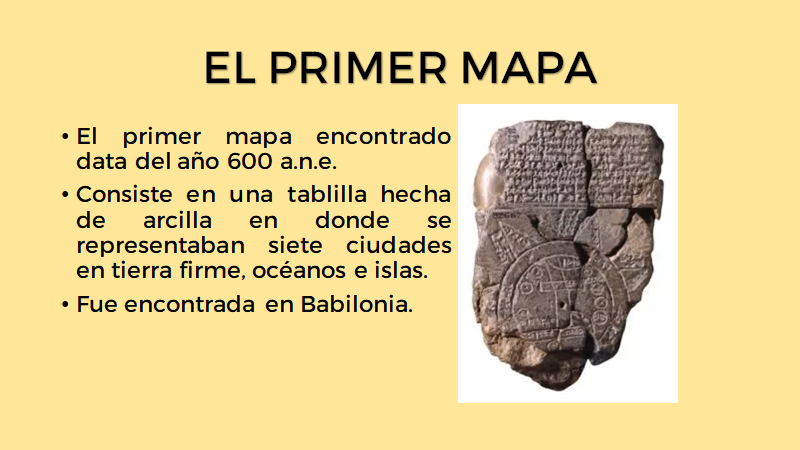 EL PRIMER MAPA
• El primer mapa encontrado
data del año 600 a.n.e.
• Consiste en una tablilla hecha
de arcilla en donde se
representaban siete ciudades
en tierra firme, océanos e islas.
• Fue encontrada en Babilonia.